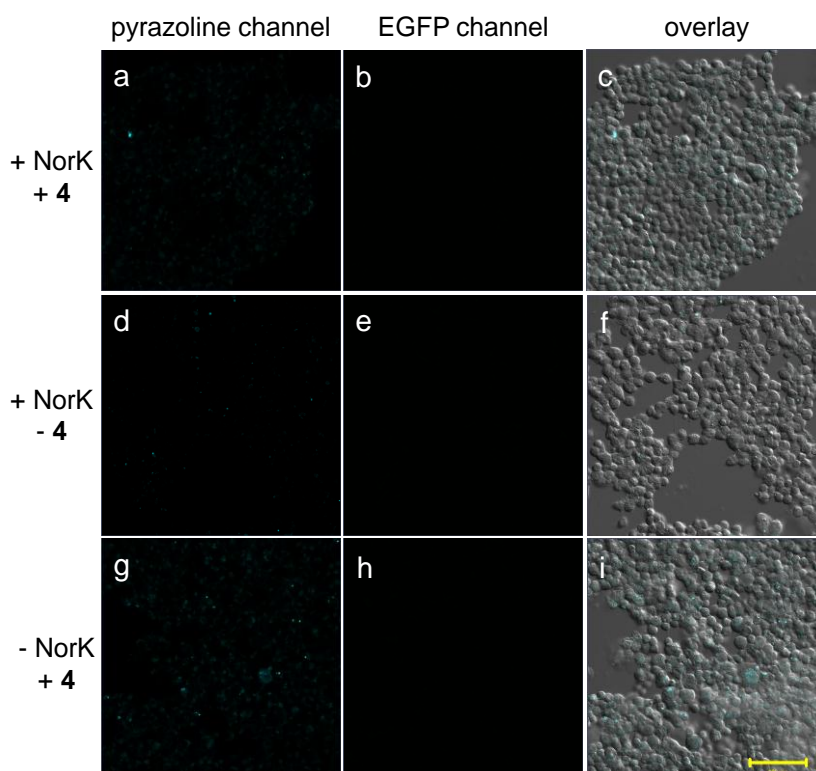 pyrazoline channel EGFP channel overlay
a b c
+ NorK
+ 4
d e f
+ NorK
- 4
g h i
- NorK
+ 4